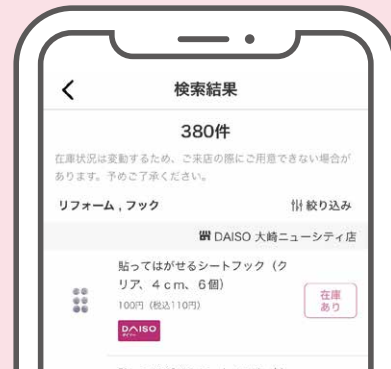 検索結果
380件
在庫状況は変動するため、ご来店の際にご用意できない場合が
あります。予めご了承ください。
リフォーム , フック
絞り込み
DAISO 大崎ニューシティ店
貼ってはがせるシートフック（ク
リア、４ｃｍ、６個）
100円（税込110円）
在庫
あり
DAISO
ダイソー